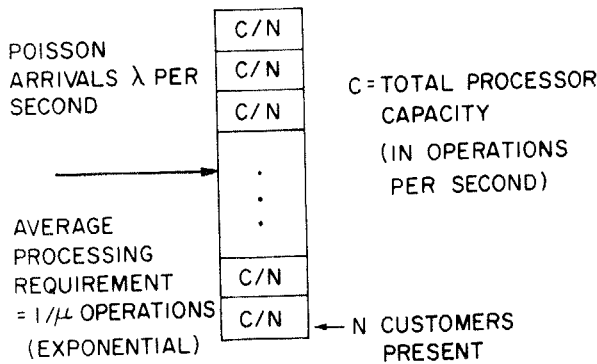 POISSON
ARRIVALS λ PER
SECOND
C/N
C/N
C/N
C = TOTAL PROCESSOR
CAPACITY
(IN OPERATIONS
PER SECOND)
AVERAGE
PROCESSING
REQUIREMENT
= 1/μ OPERATIONS
(EXPONENTIAL)
C/N
C/N
N CUSTOMERS
PRESENT